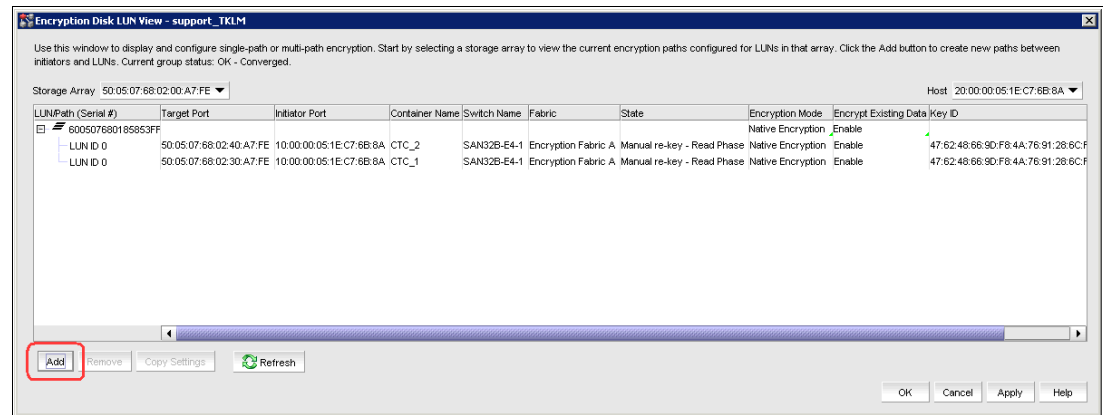 Encryption Disk LUN View - support_TKLM
Use this window to display and configure single-path or multi-path encryption. Start by selecting a storage array to view the current encryption paths configured for LUNs in that array. Click the Add button to create new paths between
initiators and LUNs. Current group status: OK - Converged.
Storage Array 50:05:07:68:02:00:A7:FE Host 20:00:00:05:1E:C7:6B:8A
LUN/Path (Serial #) Target Port Initiator Port Container Name Switch Name Fabric State Encryption Mode Encrypt Existing Data Key ID
600507680185853FF Native Encryption Enable
LUN ID 0 50:05:07:68:02:40:A7:FE 10:00:00:05:1E:C7:6B:8A CTC_2 SAN32B-E4-1 Encryption Fabric A Manual re-key - Read Phase Native Encryption Enable 47:62:48:66:9D:F8:4A:76:91:28:6C:F
LUN ID 0 50:05:07:68:02:30:A7:FE 10:00:00:05:1E:C7:6B:8A CTC_1 SAN32B-E4-1 Encryption Fabric A Manual re-key - Read Phase Native Encryption Enable 47:62:48:66:9D:F8:4A:76:91:28:6C:F
Add Remove Copy Settings Refresh
OK Cancel Apply Help